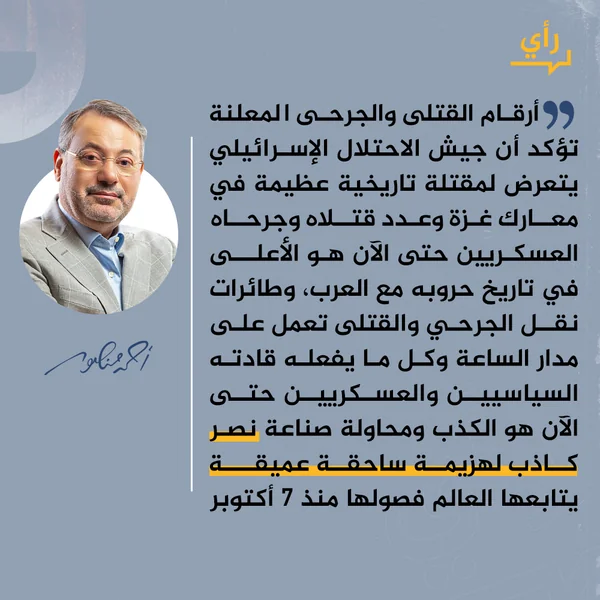 رأي
أرقام القتلى والجرحى المعلنة
تؤكد أن جيش الاحتلال الإسرائيلي
يتعرض لمقتلة تاريخية عظيمة في
معارك غزة وعدد قتلاه وجرحاه
العسكريين حتى الآن هو الأعلى
في تاريخ حروبه مع العرب، وطائرات
نقل الجرحي والقتلى تعمل على
مدار الساعة وكل ما يفعله قادته
السياسيين والعسكريين حتى
الآن هو الكذب ومحاولة صناعة نصر
كاذب لهزيمة ساحقة عميقة
يتابعها العالم فصولها منذ 7 أكتوبر